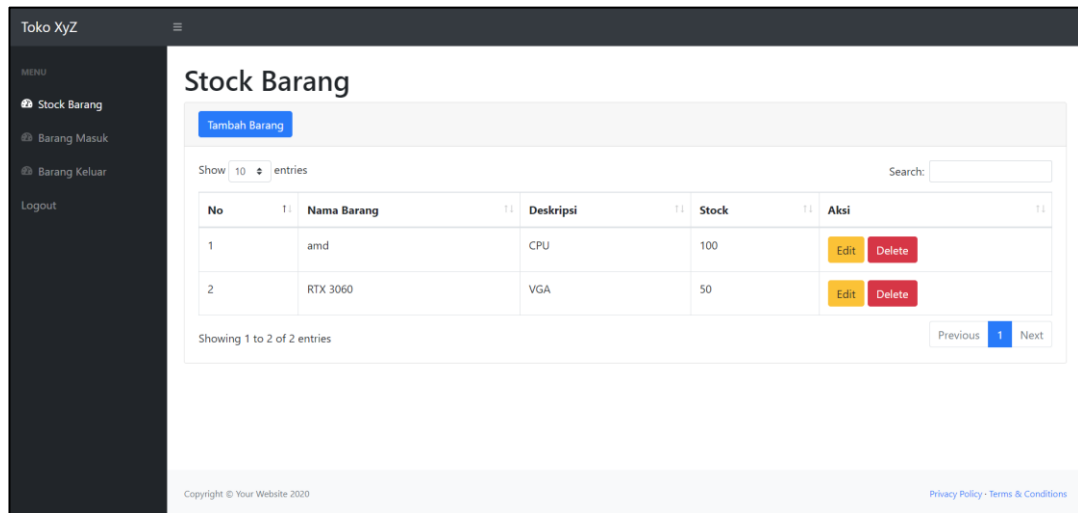 Toko XyZ
MENU
Stock Barang
Barang Masuk
Barang Keluar
Logout
Stock Barang
Tambah Barang
Show 10 entries Search:
No Nama Barang Deskripsi Stock Aksi
1 amd CPU 100 Edit Delete
2 RTX 3060 VGA 50 Edit Delete
Showing 1 to 2 of 2 entries Previous 1 Next
Copyright © Your Website 2020 Privacy Policy · Terms & Conditions